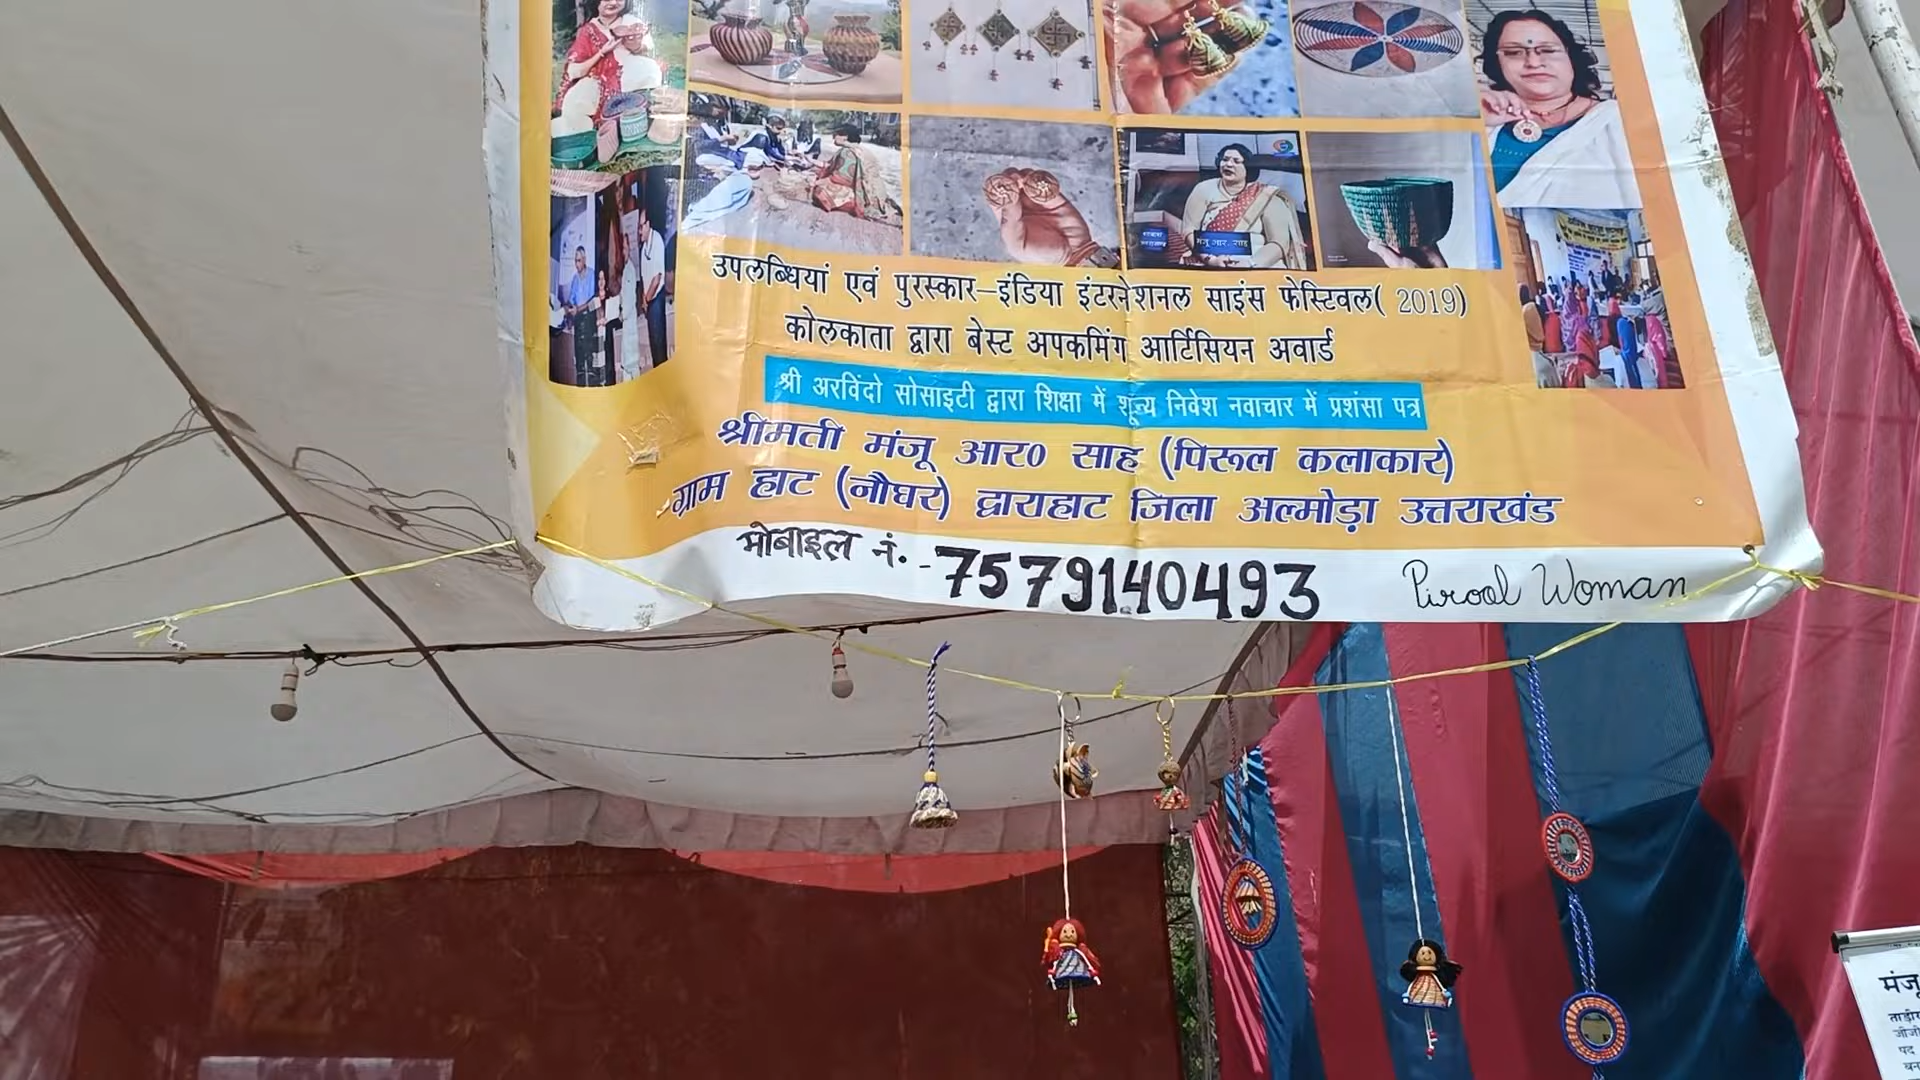 मंजू आर. साह
उपलब्धियां एवं पुरस्कार–इंडिया इंटरनेशनल साइंस फेस्टिवल( 2019)
कोलकाता द्वारा बेस्ट अपकमिंग आर्टिसियन अवार्ड
श्री अरविंदो सोसाइटी द्वारा शिक्षा में शून्य निवेश नवाचार में प्रशंसा पत्र
श्रीमती मंजू आर० साह (पिरूल कलाकार)
ग्राम हाट (नौघर) द्वाराहाट जिला अल्मोड़ा उत्तराखंड
मोबाइल नं. - 7579140493 Pirool Woman
मंजू